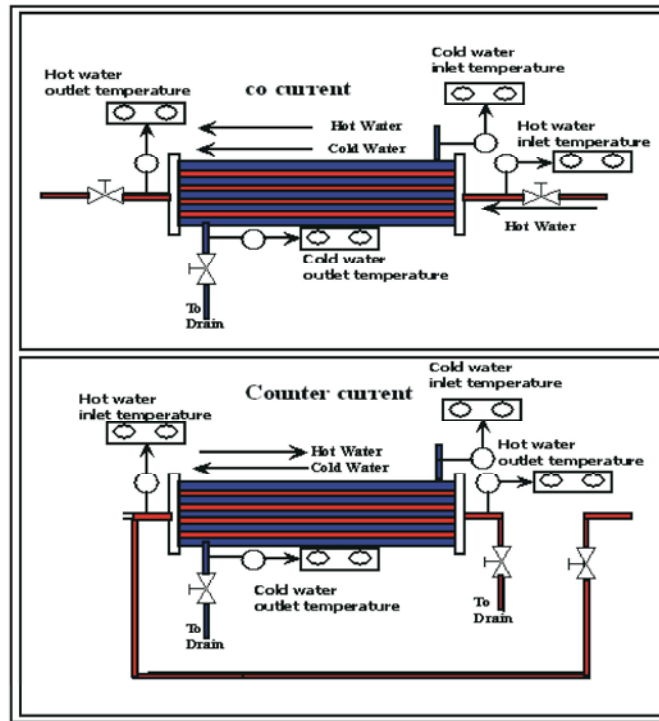 Cold water
inlet temperature
Hot water
outlet temperature
co current
Hot water
inlet temperature
Hot Water
Cold Water
Hot Water
Cold water
outlet temperature
To
Drain
Cold water
inlet temperature
Hot water
inlet temperature
Counter current
Hot water
outlet temperature
Hot Water
Cold Water
Cold water
outlet temperature
To
Drain
To
Drain